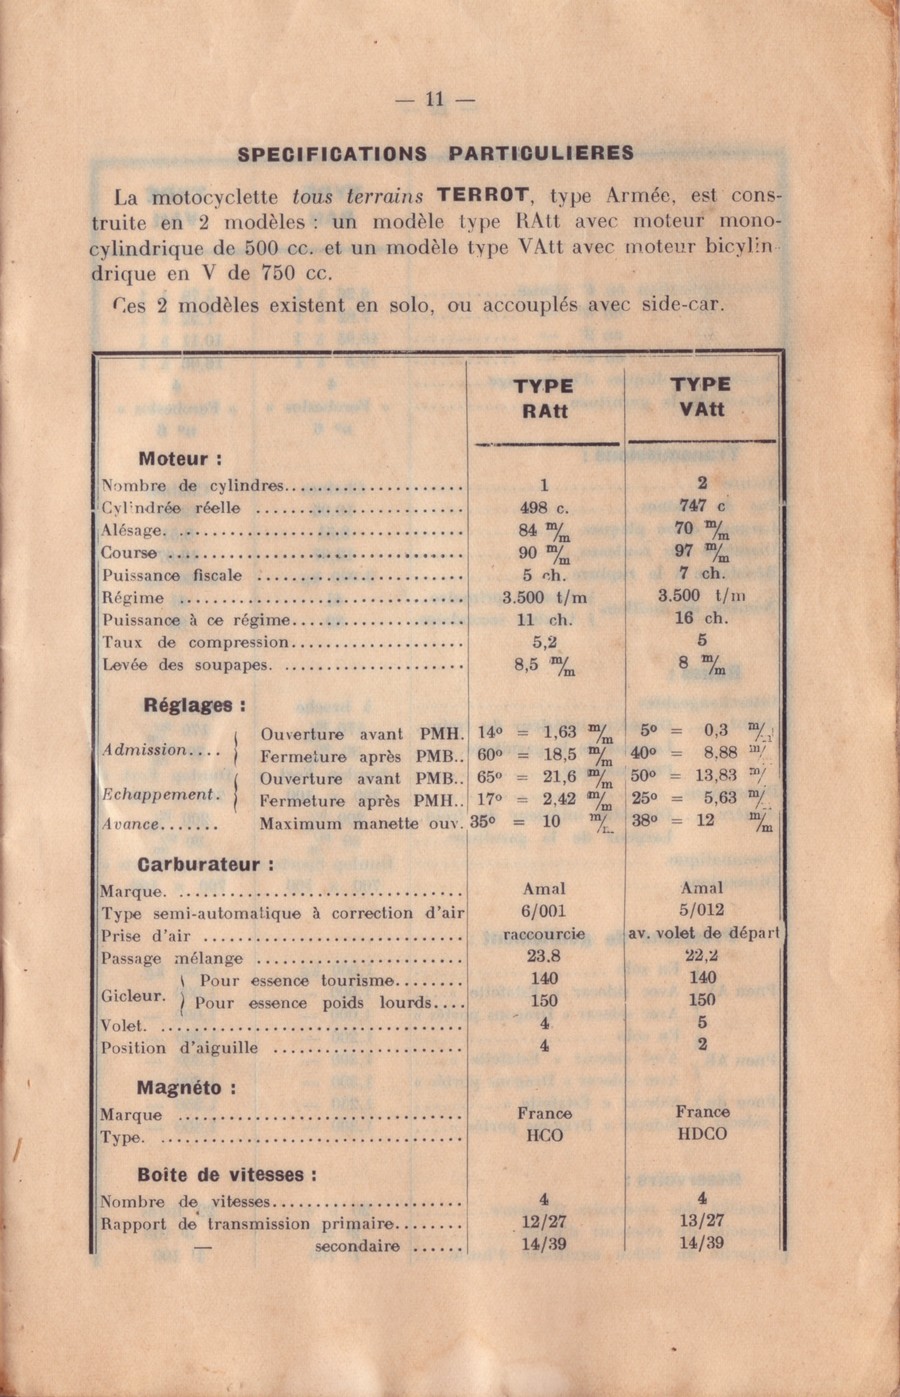 — 11 —
SPECIFICATIONS PARTICULIERES
La motocyclette tous terrains TERROT, type Armée, est cons-
truite en 2 modèles : un modèle type RAtt avec moteur mono-
cylindrique de 500 cc. et un modèle type VAtt avec moteur bicylin
drique en V de 750 cc.
Ces 2 modèles existent en solo, ou accouplés avec side-car.
TYPE RAtt TYPE VAtt
Moteur :
Nombre de cylindres.................... 1 2
Cylindrée réelle .................... 498 c. 747 c
Alésage. .................... 84 m/m 70 m/m
Course .................... 90 m/m 97 m/m
Puissance fiscale .................... 5 ch. 7 ch.
Régime .................... 3.500 t/m 3.500 t/m
Puissance à ce régime.................... 11 ch. 16 ch.
Taux de compression.................... 5,2 5
Levée des soupapes. .................... 8,5 m/m 8 m/m
Réglages :
Admission.... { Ouverture avant PMH. 14° = 1,63 m/m 5° = 0,3 m/m
Fermeture après PMB.. 60° = 18,5 m/m 40° = 8,88 m/
Echappement. { Ouverture avant PMB.. 65° = 21,6 m/m 50° = 13,83 m/
Fermeture après PMH.. 17° = 2,42 m/m 25° = 5,63 m/
Avance....... Maximum manette ouv. 35° = 10 m/m 38° = 12 m/m
Carburateur :
Marque. .................... Amal Amal
Type semi-automatique à correction d'air 6/001 5/012
Prise d'air .................... raccourcie av. volet de départ
Passage mélange .................... 23.8 22,2
Gicleur. { Pour essence tourisme........ 140 140
Pour essence poids lourds.... 150 150
Volet. .................... 4 5
Position d'aiguille .................... 4 2
Magnéto :
Marque .................... France France
Type. .................... HCO HDCO
Boite de vitesses :
Nombre de vitesses.................... 4 4
Rapport de transmission primaire........ 12/27 13/27
— secondaire ...... 14/39 14/39